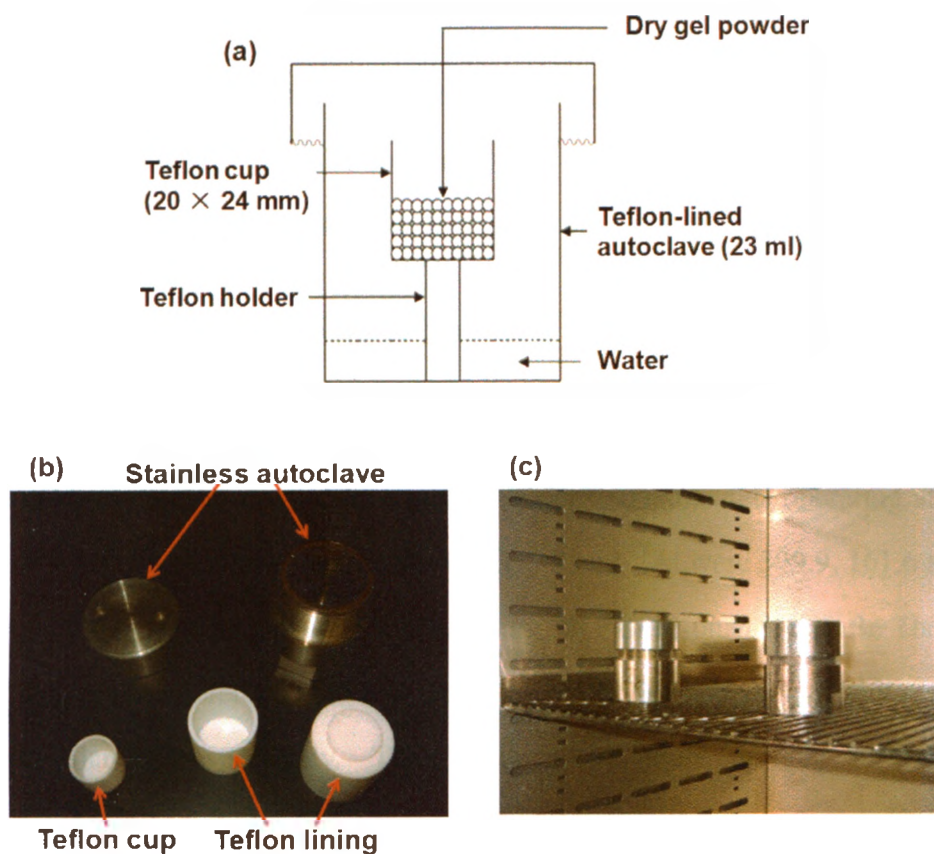 (a)
Dry gel powder
Teflon cup
(20 × 24 mm)
Teflon-lined
autoclave (23 ml)
Teflon holder
Water
(b)
Stainless autoclave
(c)
Teflon cup
Teflon lining